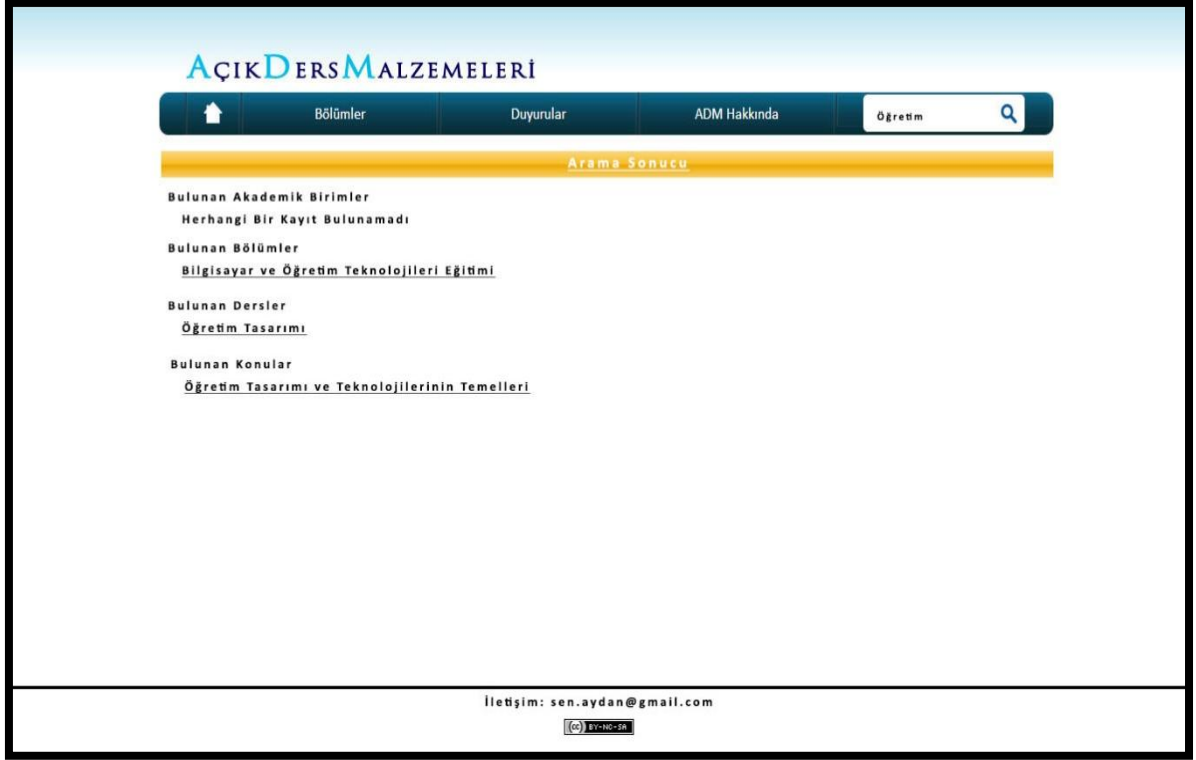 AÇIKDERSMALZEMELERİ
Bölümler Duyurular ADM Hakkında Öğretim
Arama Sonucu
Bulunan Akademik Birimler
Herhangi Bir Kayıt Bulunamadı
Bulunan Bölümler
Bilgisayar ve Öğretim Teknolojileri Eğitimi
Bulunan Dersler
Öğretim Tasarımı
Bulunan Konular
Öğretim Tasarımı ve Teknolojilerinin Temelleri
İletişim: sen.aydan@gmail.com
(cc) BY-NC-SA